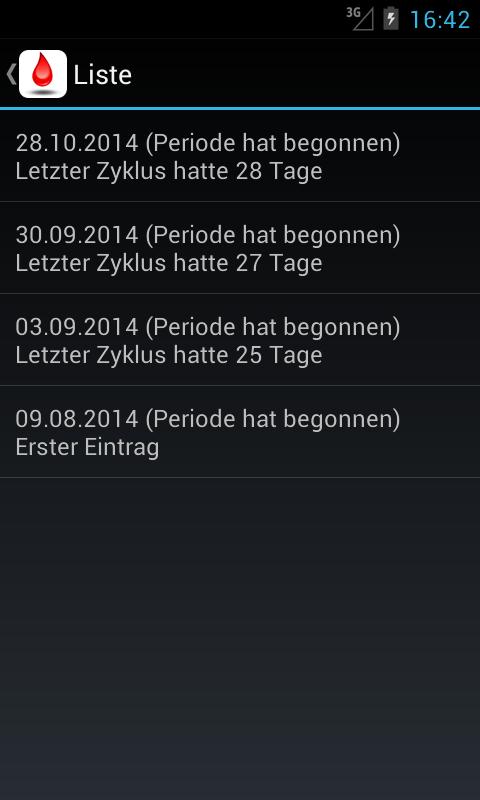 3G 16:42
Liste
28.10.2014 (Periode hat begonnen)
Letzter Zyklus hatte 28 Tage
30.09.2014 (Periode hat begonnen)
Letzter Zyklus hatte 27 Tage
03.09.2014 (Periode hat begonnen)
Letzter Zyklus hatte 25 Tage
09.08.2014 (Periode hat begonnen)
Erster Eintrag